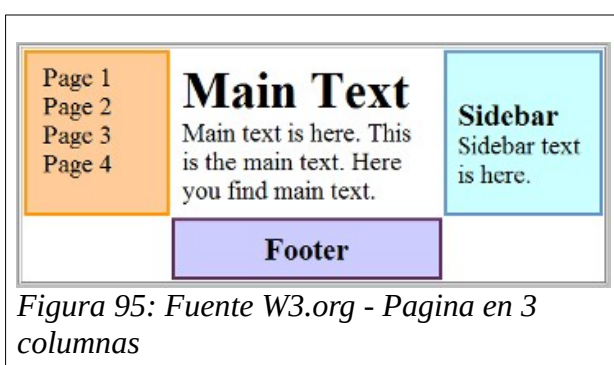 Page 1
Page 2
Page 3
Page 4
Main Text
Main text is here. This
is the main text. Here
you find main text.
Sidebar
Sidebar text
is here.
Footer
Figura 95: Fuente W3.org - Pagina en 3
columnas